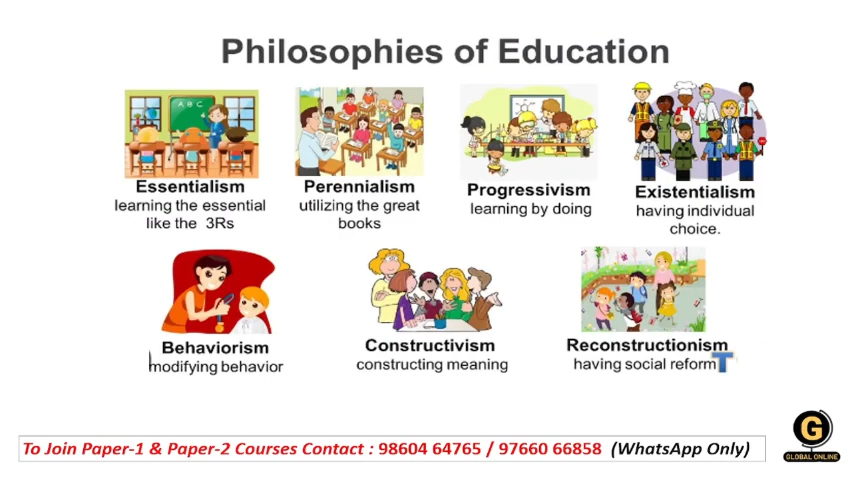 Philosophies of Education
A B C
Essentialism
learning the essential
like the 3Rs
Perennialism
utilizing the great
books
Progressivism
learning by doing
Existentialism
having individual
choice.
Behaviorism
modifying behavior
Constructivism
constructing meaning
Reconstructionism
having social reform
T
To Join Paper-1 & Paper-2 Courses Contact : 98604 64765 / 97660 66858 (WhatsApp Only)
G
GLOBAL ONLINE